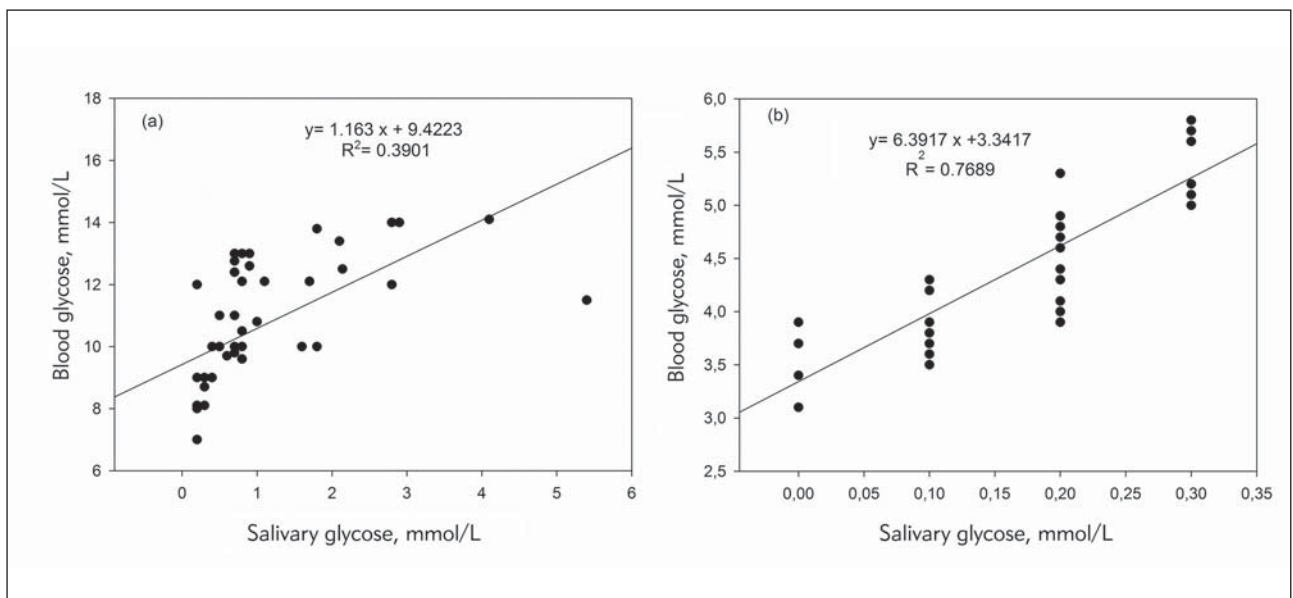 (a)
y= 1.163 x + 9.4223
R²= 0.3901
Blood glycose, mmol/L
18
16
14
12
10
8
6
0 1 2 3 4 5 6
Salivary glycose, mmol/L
(b)
y= 6.3917 x +3.3417
R²= 0.7689
Blood glycose, mmol/L
6,0
5,5
5,0
4,5
4,0
3,5
3,0
2,5
0,00 0,05 0,10 0,15 0,20 0,25 0,30 0,35
Salivary glycose, mmol/L